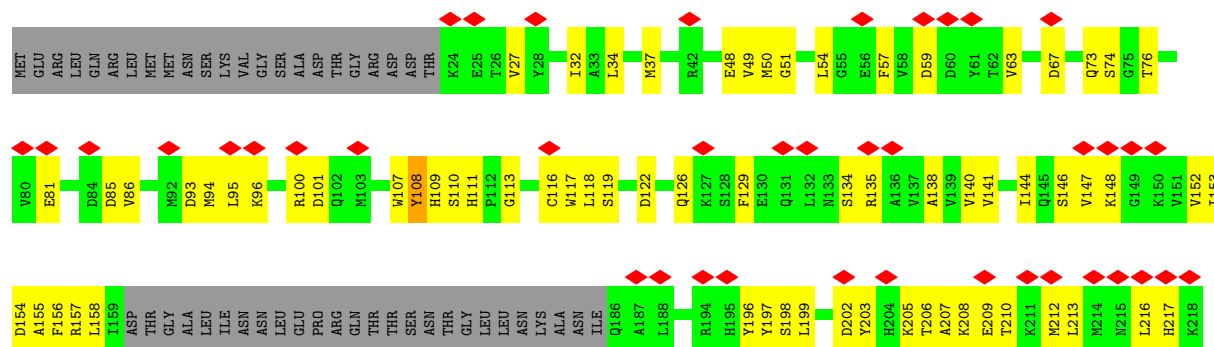 MET GLU ARG LEU GLN ARG LEU MET MET ASN SER LYS VAL GLY SER ALA ASP THR GLY ARG ASP ASP THR K24 E25 T26 V27 Y28 I32 A33 L34 M37 R42 E48 V49 M50 G51 L54 G55 E56 F57 V58 D59 D60 Y61 T62 V63 D67 Q73 S74 G75 T76
V80 E81 D84 D85 V86 M92 D93 M94 L95 K96 R100 D101 Q102 M103 W107 Y108 H109 S110 H111 P112 G113 C116 W117 L118 S119 D122 Q126 K127 S128 F129 E130 Q131 L132 N133 S134 R135 A136 V137 A138 V139 V140 V141 I144 Q145 S146 V147 K148 G149 K150 V151 V152 I153
D154 A155 F156 R157 L158 I159 ASP THR GLY ALA LEU ILE ASN ASN LEU GLU PRO ARG GLN THR THR SER ASN THR GLY LEU LEU ASN LYS ALA ASN ILE Q186 A187 L188 R194 H195 Y196 Y197 S198 L199 D202 Y203 H204 K205 T206 A207 K208 E209 T210 K211 M212 L213 M214 N215 L216 H217 K218